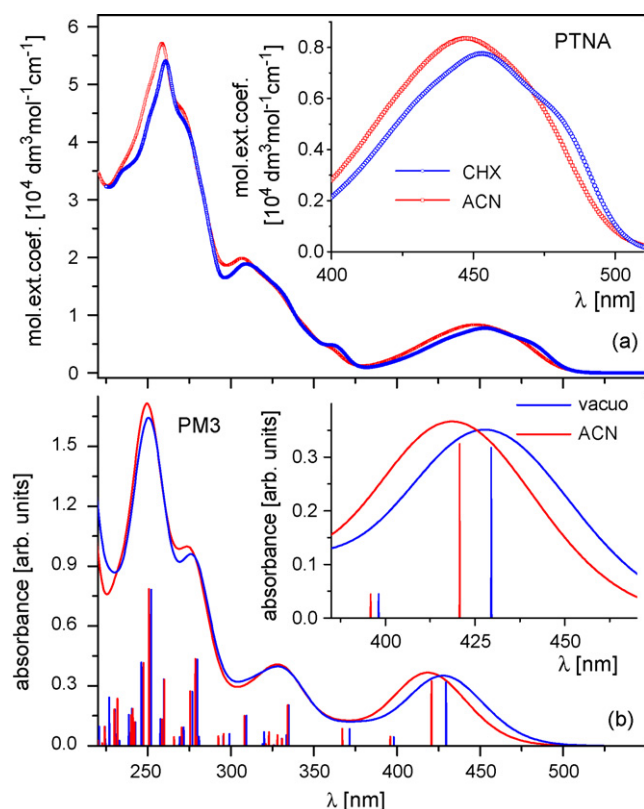 6
5
4
3
2
1
0
mol.ext.coef. [10⁴ dm³mol⁻¹cm⁻¹]
PTNA
0.8
0.6
0.4
0.2
0.0
mol.ext.coef.
[10⁴ dm³mol⁻¹cm⁻¹]
CHX
ACN
400
450
500
λ [nm]
(a)
1.5
1.2
0.9
0.6
0.3
0.0
absorbance [arb. units]
PM3
vacuo
ACN
0.3
0.2
0.1
0.0
absorbance [arb. units]
400
425
450
λ [nm]
(b)
250
300
350
400
450
500
λ [nm]